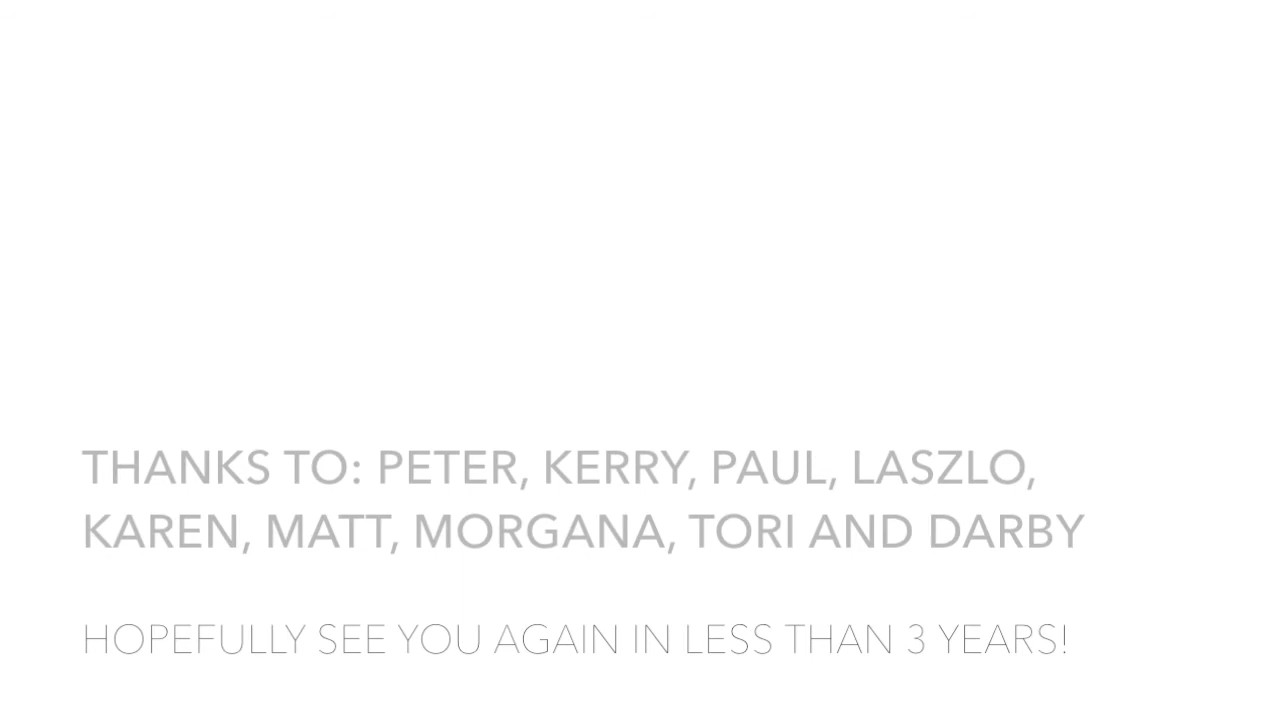 THANKS TO: PETER, KERRY, PAUL, LASZLO,
KAREN, MATT, MORGANA, TORI AND DARBY
HOPEFULLY SEE YOU AGAIN IN LESS THAN 3 YEARS!